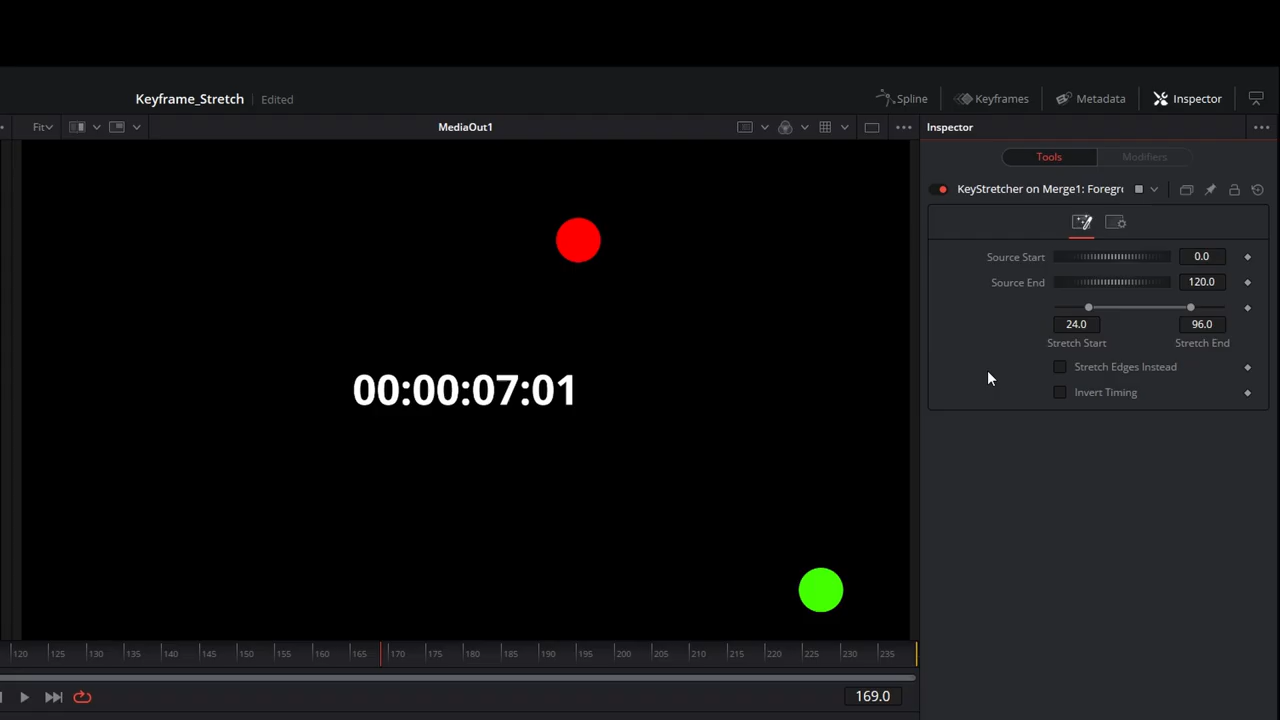 Keyframe_Stretch Edited Spline Keyframes Metadata Inspector
Fit MediaOut1 Inspector
Tools Modifiers
KeyStretcher on Merge1: Foregr
Source Start 0.0
Source End 120.0
24.0 96.0
Stretch Start Stretch End
Stretch Edges Instead
Invert Timing
00:00:07:01
120 125 130 135 140 145 150 155 160 165 170 175 180 185 190 195 200 205 210 215 220 225 230 235
169.0